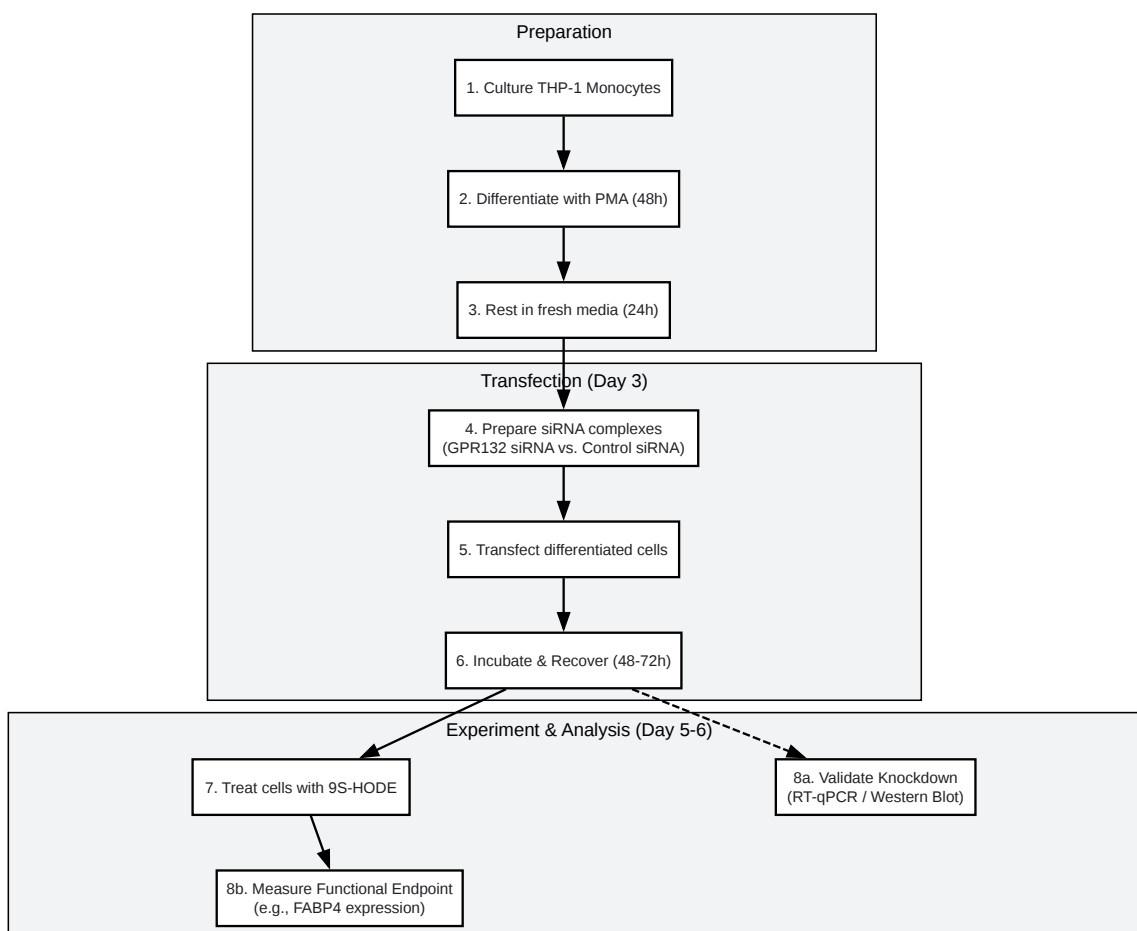 Preparation
1. Culture THP-1 Monocytes
2. Differentiate with PMA (48h)
3. Rest in fresh media (24h)
Transfection (Day 3)
4. Prepare siRNA complexes
(GPR132 siRNA vs. Control siRNA)
5. Transfect differentiated cells
6. Incubate & Recover (48-72h)
Experiment & Analysis (Day 5-6)
7. Treat cells with 9S-HODE
8a. Validate Knockdown
(RT-qPCR / Western Blot)
8b. Measure Functional Endpoint
(e.g., FABP4 expression)